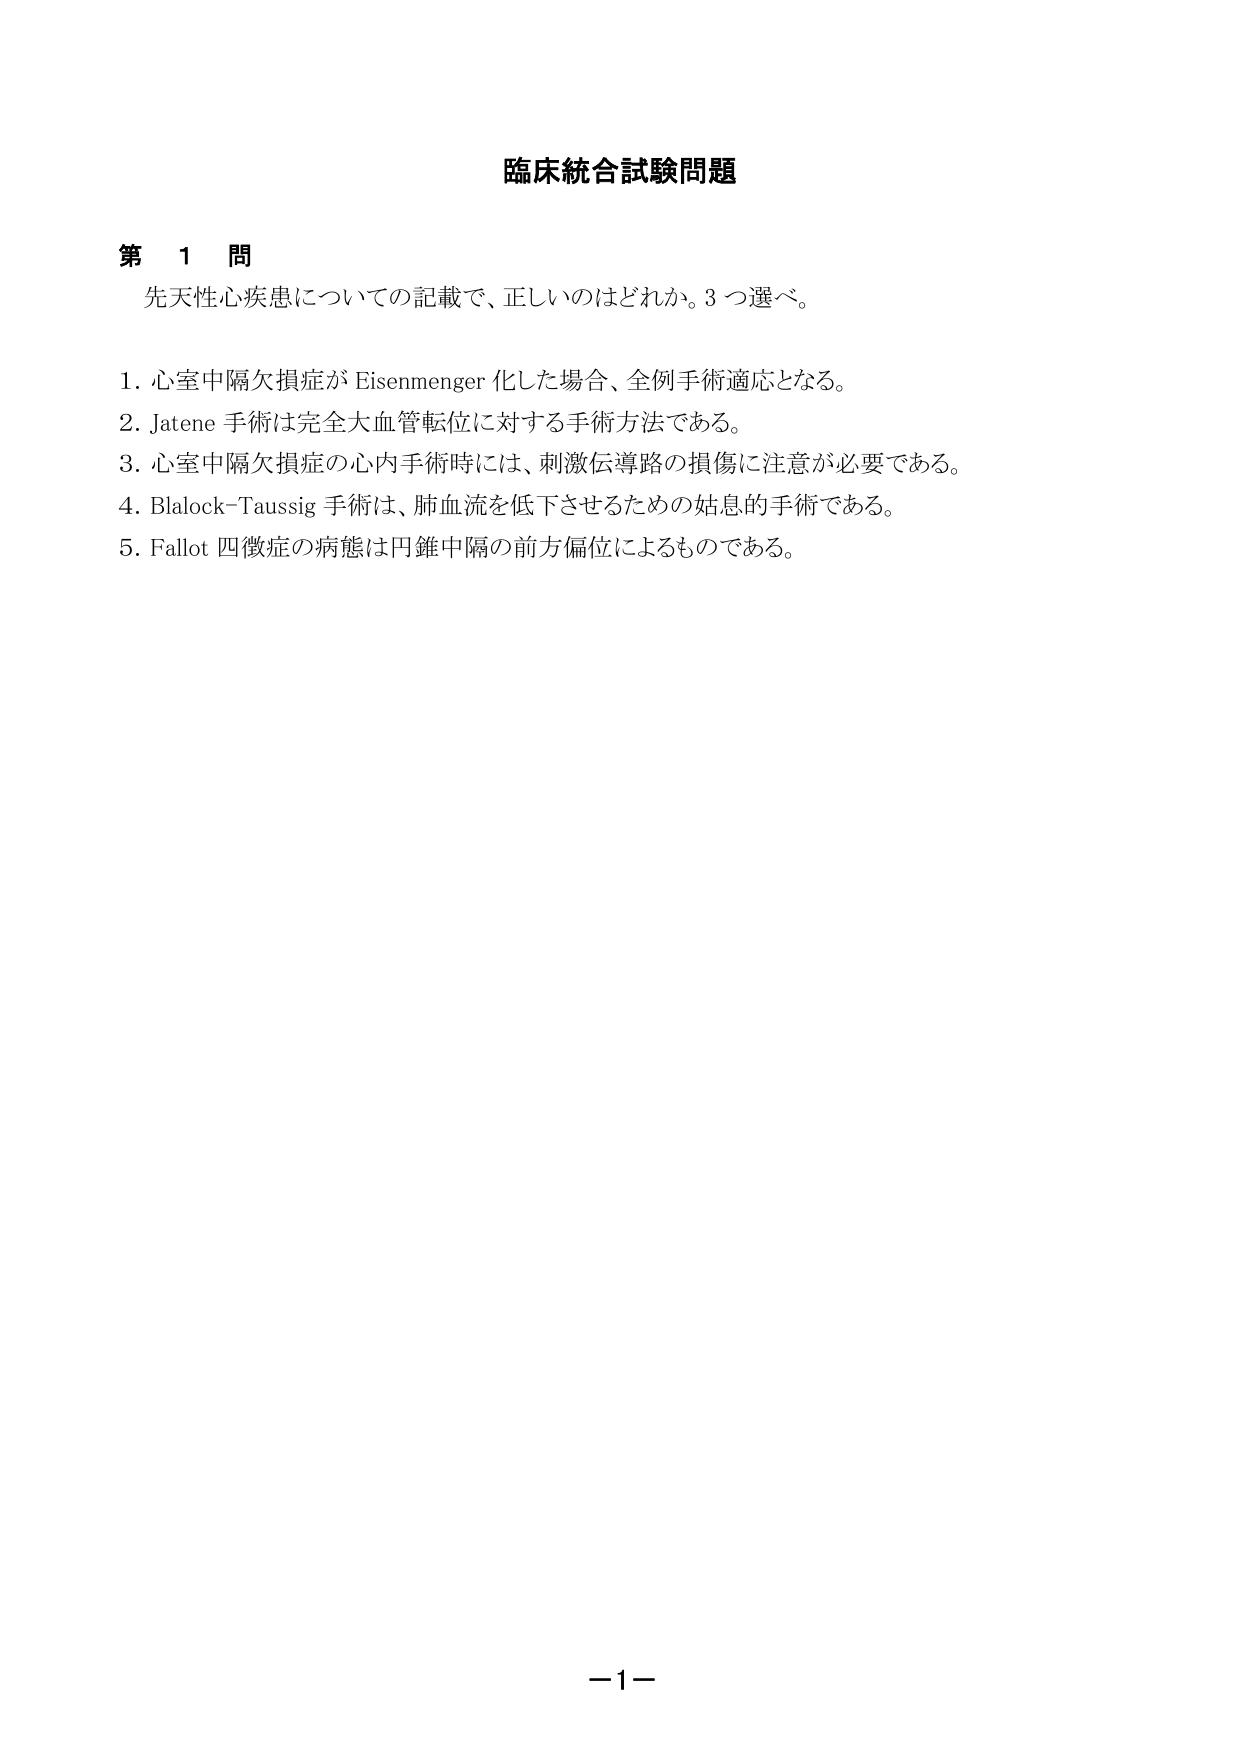 臨床統合試験問題
第 1 問
先天性心疾患についての記載で、正しいのはどれか。3 つ選べ。
1. 心室中隔欠損症が Eisenmenger 化した場合、全例手術適応となる。
2. Jatene 手術は完全大血管転位に対する手術方法である。
3. 心室中隔欠損症の心内手術時には、刺激伝導路の損傷に注意が必要である。
4. Blalock-Taussig 手術は、肺血流を低下させるための姑息的手術である。
5. Fallot 四徴症の病態は円錐中隔の前方偏位によるものである。
－1－